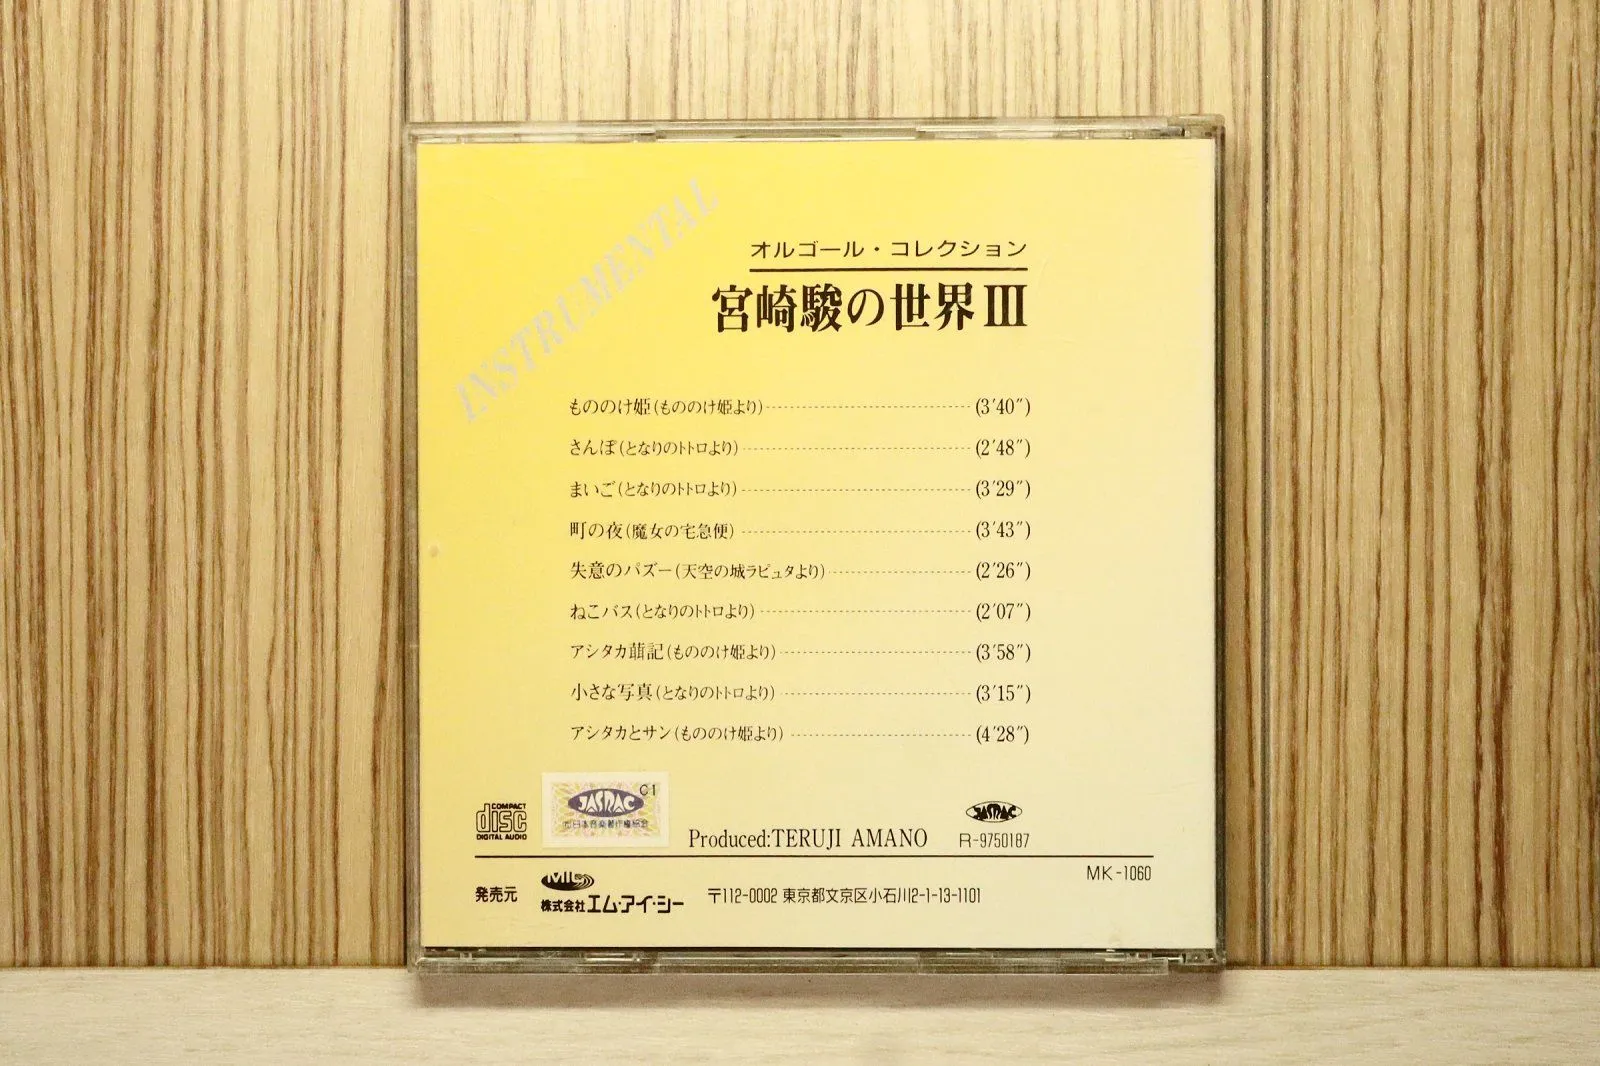 INSTRUMENTAL
オルゴール・コレクション
宮崎駿の世界III
もののけ姫(もののけ姫より) (3′40″)
さんぽ(となりのトトロより) (2′48″)
まいご(となりのトトロより) (3′29″)
町の夜(魔女の宅急便) (3′43″)
失意のパズー(天空の城ラピュタより) (2′26″)
ねこバス(となりのトトロより) (2′07″)
アシタカ聶記(もののけ姫より) (3′58″)
小さな写真(となりのトトロより) (3′15″)
アシタカとサン(もののけ姫より) (4′28″)
COMPACT
disc
DIGITAL AUDIO
JASRAC C1
日本音楽著作権協会
Produced:TERUJI AMANO
JASRAC
R-9750187
MK-1060
発売元
MIC
株式会社エム・アイ・シー 〒112-0002 東京都文京区小石川2-1-13-1101